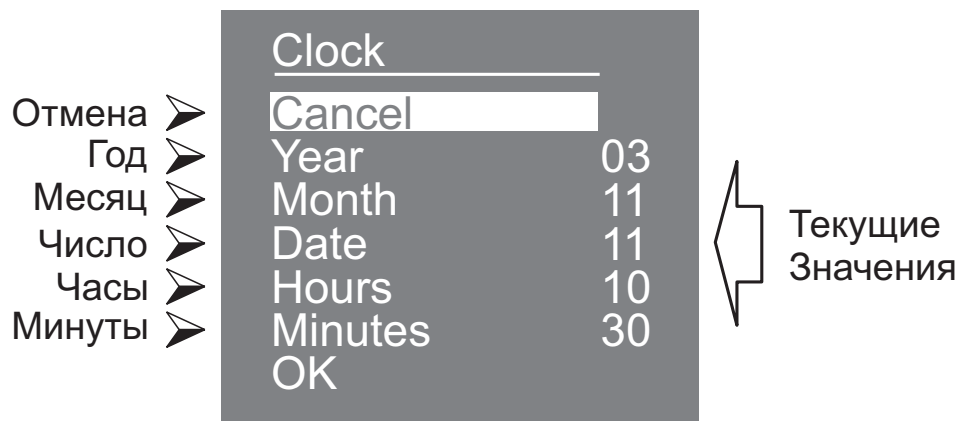 Clock
Отмена Cancel
Год Year 03
Месяц Month 11
Число Date 11
Часы Hours 10
Минуты Minutes 30
OK
Текущие
Значения